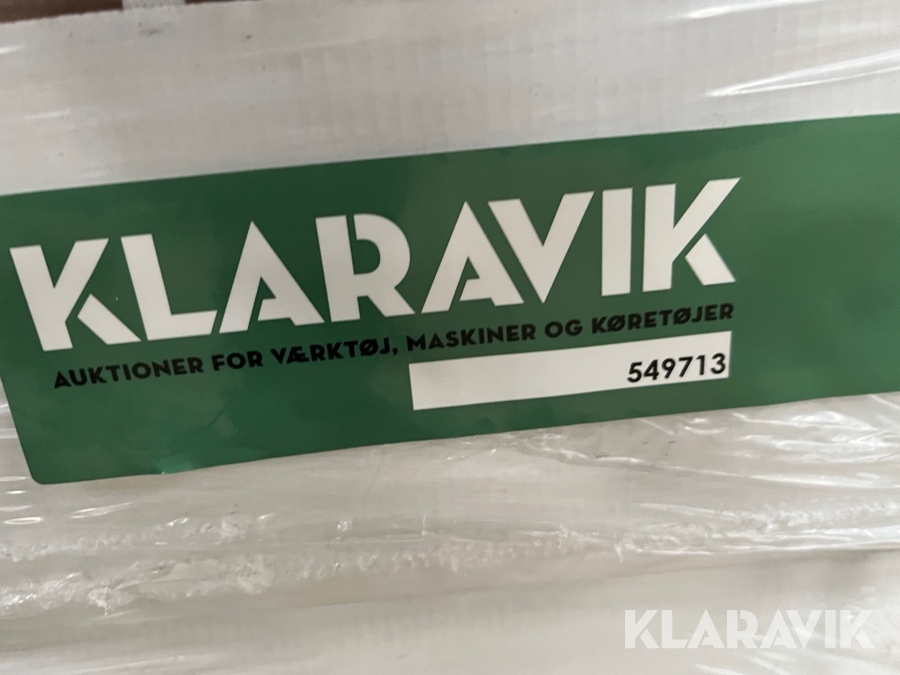 KLARAVIK
AUKTIONER FOR VÆRKTØJ, MASKINER OG KØRETØJER
549713
KLARAVIK